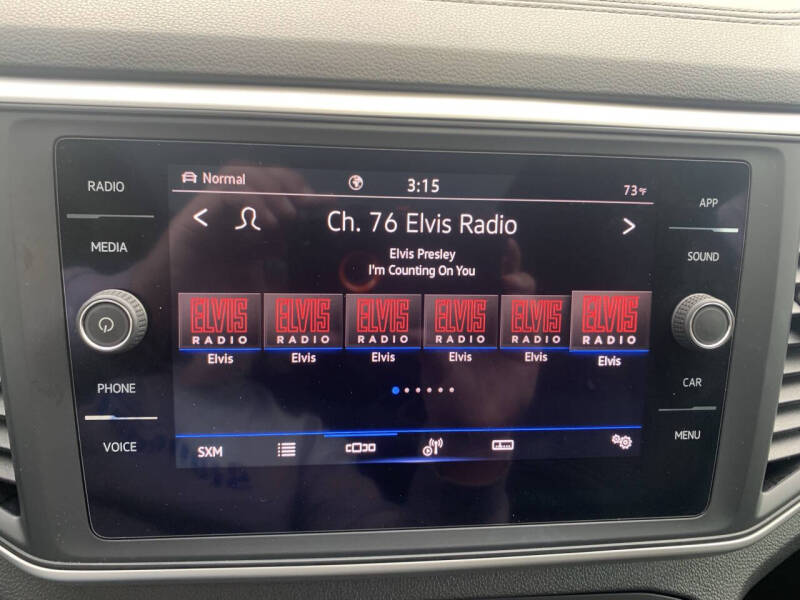 RADIO
MEDIA
PHONE
VOICE
Normal
3:15
73°F
< Ch. 76 Elvis Radio >
Elvis Presley
I'm Counting On You
ELVIS RADIO
Elvis
ELVIS RADIO
Elvis
ELVIS RADIO
Elvis
ELVIS RADIO
Elvis
ELVIS RADIO
Elvis
ELVIS RADIO
Elvis
SXM
APP
SOUND
CAR
MENU